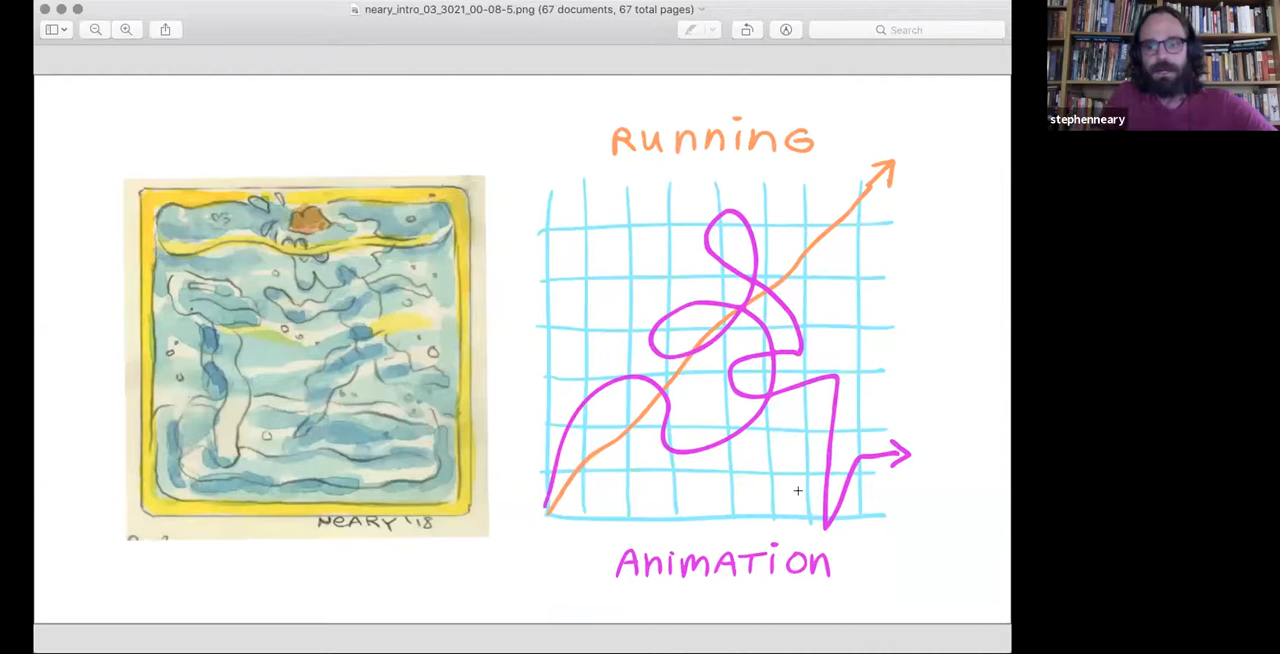 neary_intro_03_3021_00-08-5.png (67 documents, 67 total pages)
Search
stephenneary
RUnninG
NEARY '18
AnimATiOn